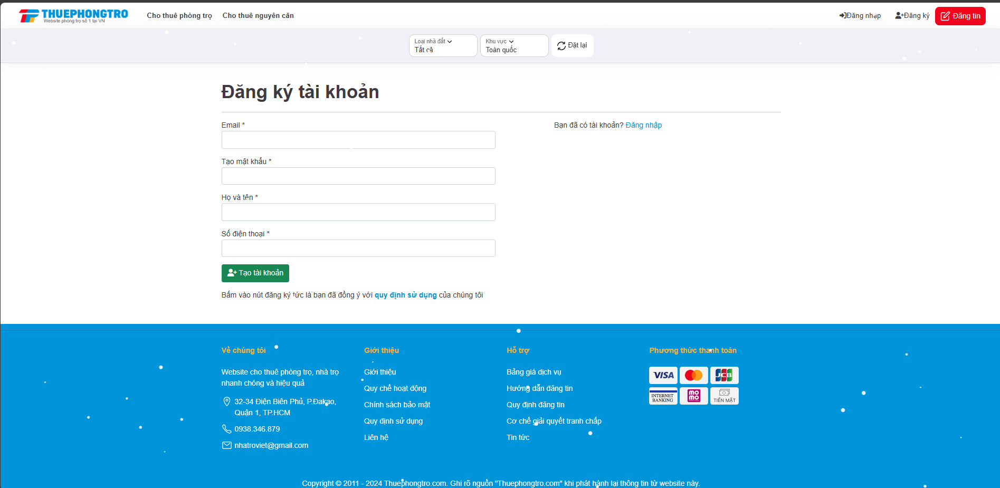 THUEPHONGTRO
Website phòng trọ số 1 tại VN
Cho thuê phòng trọ
Cho thuê nguyên căn
Đăng nhập
Đăng ký
Đăng tin
Loại nhà đất
Tất cả
Khu vực
Toàn quốc
Đặt lại
Đăng ký tài khoản
Email *
Bạn đã có tài khoản? Đăng nhập
Tạo mật khẩu *
Họ và tên *
Số điện thoại *
Tạo tài khoản
Bấm vào nút đăng ký tức là bạn đã đồng ý với quy định sử dụng của chúng tôi
Về chúng tôi
Website cho thuê phòng trọ, nhà trọ
nhanh chóng và hiệu quả
32-34 Điện Biên Phủ, P.Đakao,
Quận 1, TP.HCM
0938.346.879
nhatroviet@gmail.com
Giới thiệu
Giới thiệu
Quy chế hoạt động
Chính sách bảo mật
Quy định sử dụng
Liên hệ
Hỗ trợ
Bảng giá dịch vụ
Hướng dẫn đăng tin
Quy định đăng tin
Cơ chế giải quyết tranh chấp
Tin tức
Phương thức thanh toán
VISA
JCB
INTERNET
BANKING
MO
MO
TIỀN MẶT
Copyright © 2011 - 2024 Thuephongtro.com. Ghi rõ nguồn "Thuephongtro.com" khi phát hành lại thông tin từ website này.